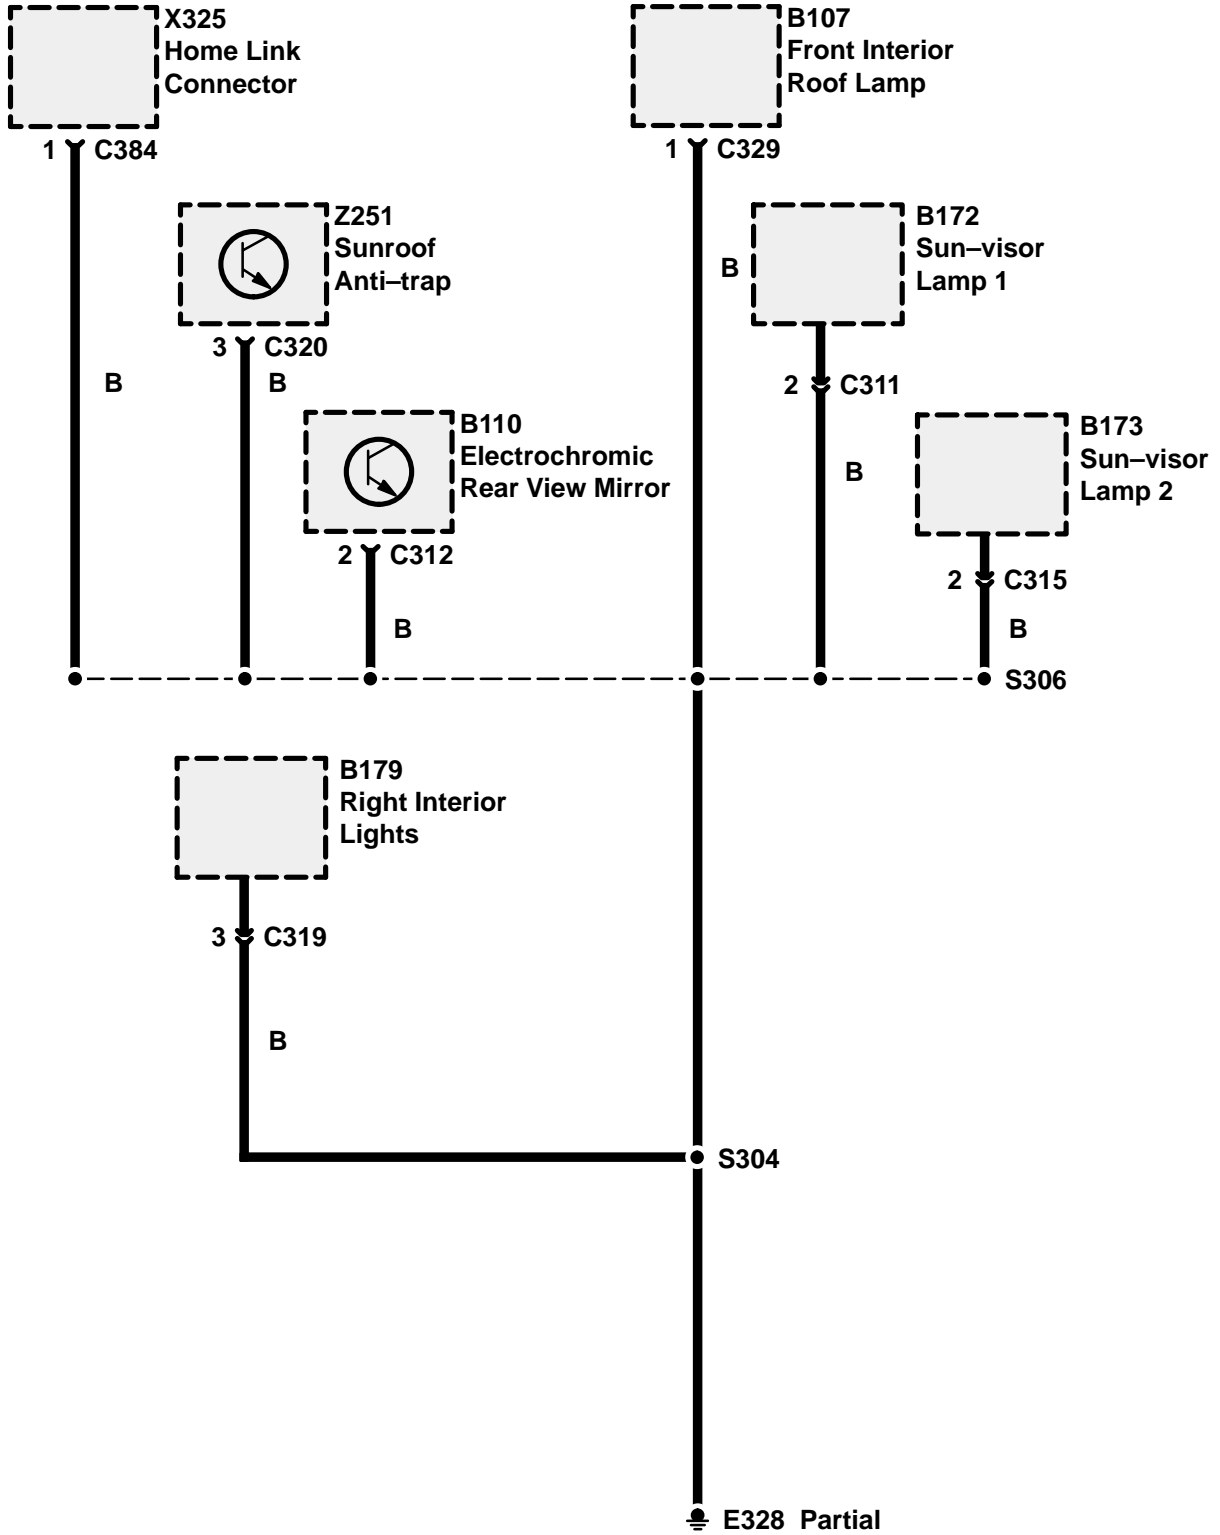 X325
Home Link
Connector
B107
Front Interior
Roof Lamp
1 C384
1 C329
Z251
Sunroof
Anti–trap
B172
Sun–visor
Lamp 1
B
3 C320
B
B
2 C311
B110
Electrochromic
Rear View Mirror
B173
Sun–visor
Lamp 2
B
2 C312
2 C315
B
B
S306
B179
Right Interior
Lights
3 C319
B
S304
E328 Partial